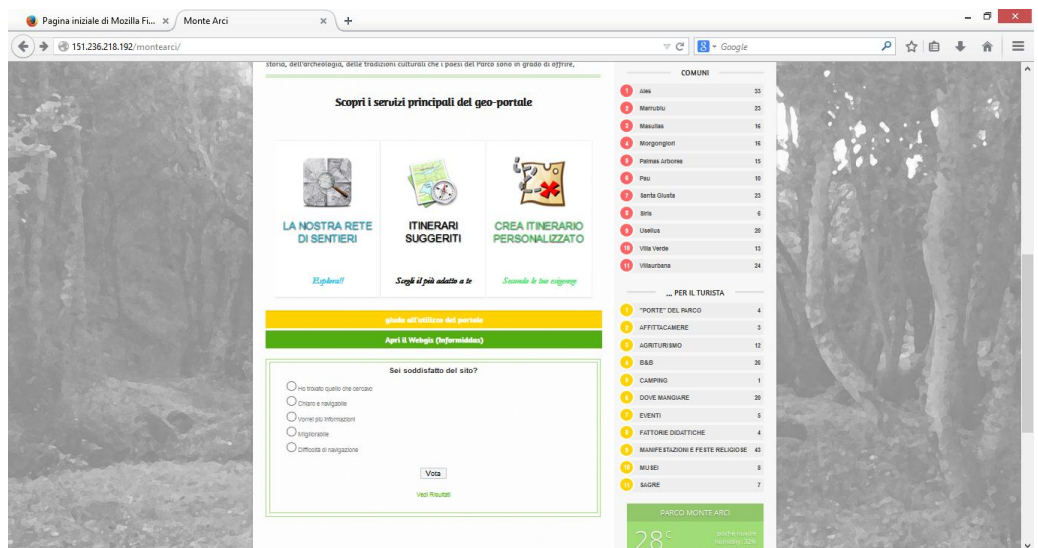 Pagina iniziale di Mozilla Fi...
Monte Arci
151.236.218.192/montearci/
Google
storia, dell'archeologia, delle tradizioni culturali che i paesi del Parco sono in grado di offrire.
Scopri i servizi principali del geo-portale
LA NOSTRA RETE
DI SENTIERI
Esplora!!
ITINERARI
SUGGERITI
Scegli il più adatto a te
CREA ITINERARIO
PERSONALIZZATO
Secondo le tue esigenze
guida all'utilizzo del portale
Apri il Webgis (Informiddas)
Sei soddisfatto del sito?
Ho trovato quello che cercavo
Chiaro e navigabile
Vorrei più informazioni
Migliorabile
Difficoltà di navigazione
Vota
Vedi Risultati
COMUNI
1 Ales 33
2 Marrubiu 23
3 Masullas 16
4 Morgongiori 16
5 Palmas Arborea 15
6 Pau 10
7 Santa Giusta 23
8 Siris 6
9 Usellus 20
10 Villa Verde 13
11 Villaurbana 24
... PER IL TURISTA
1 "PORTE" DEL PARCO 4
2 AFFITTACAMERE 3
3 AGRITURISMO 12
4 B&B 26
5 CAMPING 1
6 DOVE MANGIARE 20
7 EVENTI 5
8 FATTORIE DIDATTICHE 4
9 MANIFESTAZIONI E FESTE RELIGIOSE 43
10 MUSEI 8
11 SAGRE 7
PARCO MONTE ARCI
28°C
poche nuvole
humidity: 32%